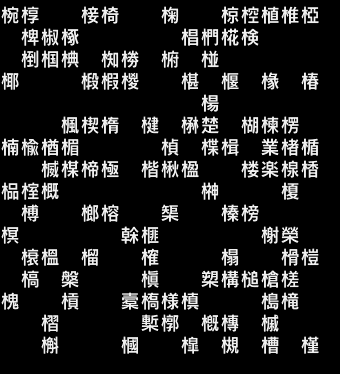 椀椁 椄椅 椈 椋椌植椎椏
椑椒椓 椙椚椛検
椡椢椣 椥椦 椨 椪
椰 椴椵椶 椹 椻 椽 椿
楊
楓楔楕 楗 楙楚 楜楝楞
楠楡楢楣 楨 楪楫 業楮楯
楲楳楴極 楷楸楹 楼楽楾楿
榀榁概 榊 榎
榑 榔榕 榘 榛榜
榠 榦榧 榭榮
榱榲 榴 榷 榻 榾榿
槁 槃 槇 槊構槌槍槎
槐 槓 槖槗様槙 槝槞
槢 槧槨 槪槫 槭
槲 槶 槹 槻 槽 槿